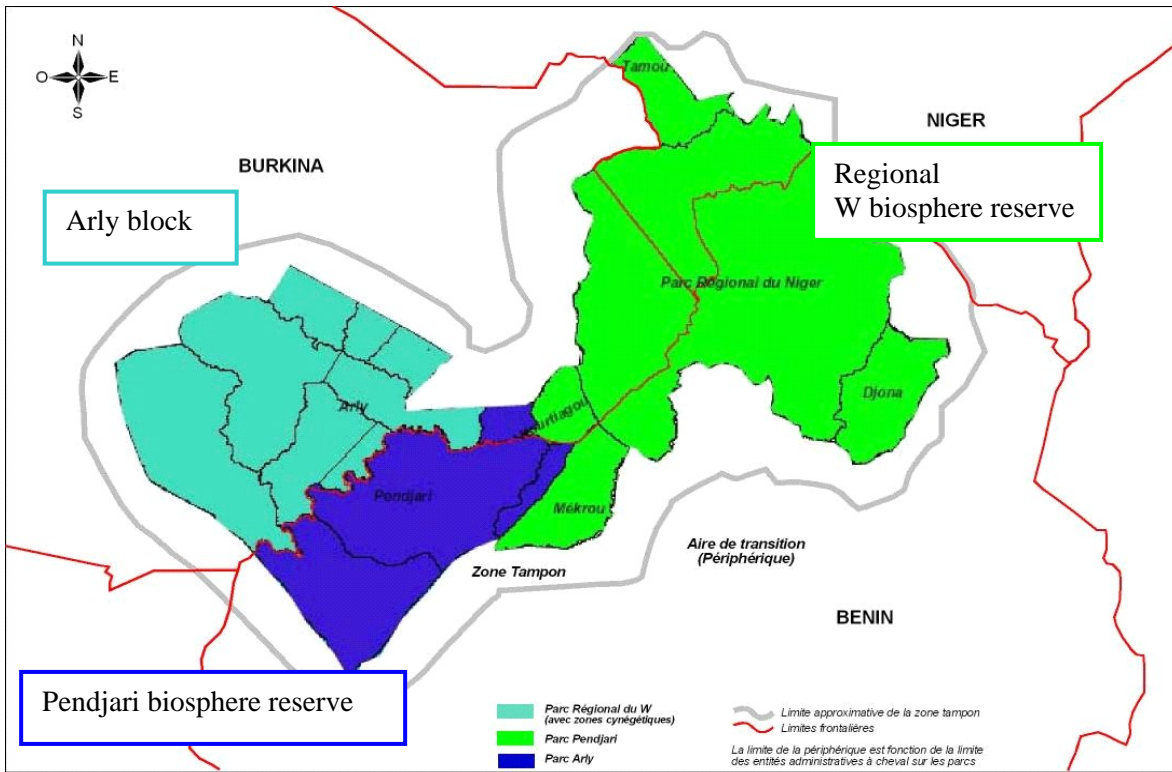 N
O
E
S
Tamou
NIGER
BURKINA
Regional
W biosphere reserve
Arly block
Parc Régional du Niger
Djona
Arly
Pendjari
Mékrou
Aire de transition
(Périphérique)
Zone Tampon
BENIN
Pendjari biosphere reserve
Parc Régional du W
(avec zones cynégétiques)
Parc Pendjari
Parc Arly
Limite approximative de la zone tampon
Limites frontalières
La limite de la périphérique est fonction de la limite
des entités administratives à cheval sur les parcs